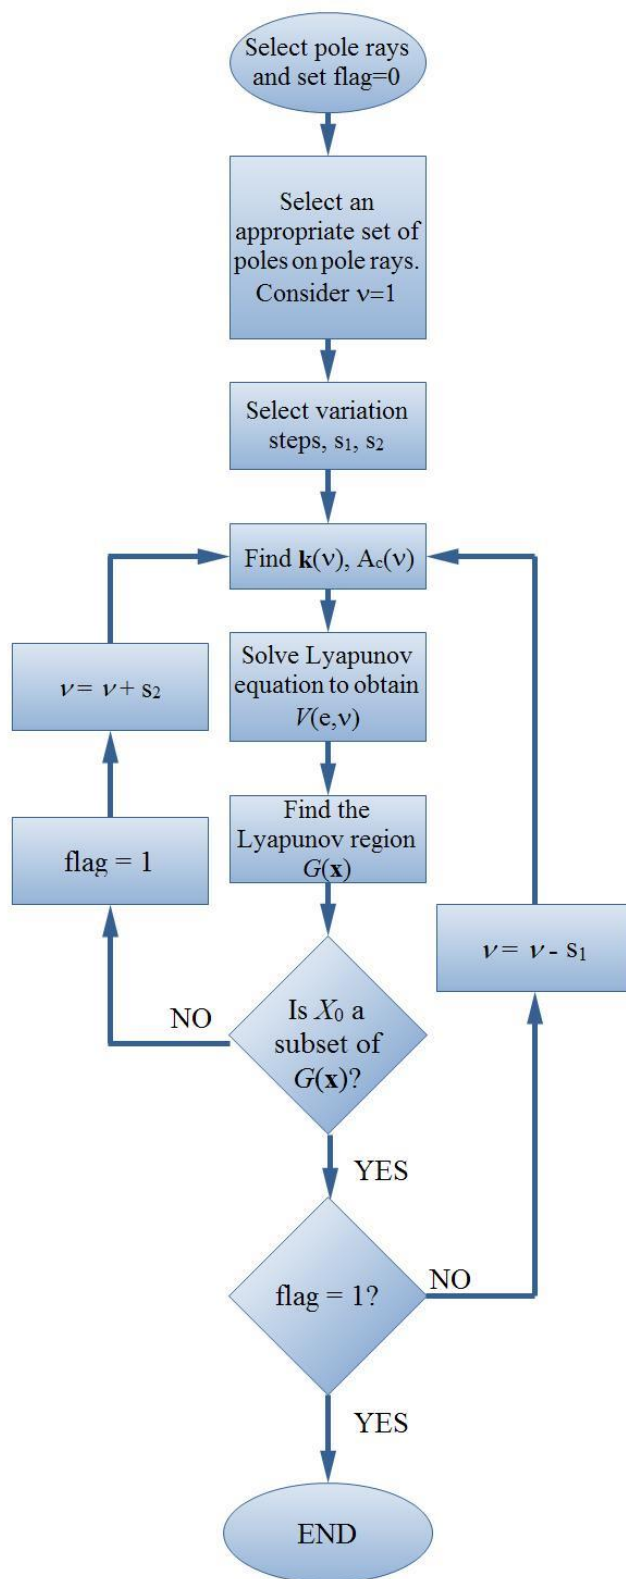 Select pole rays
and set flag=0
Select an
appropriate set of
poles on pole rays.
Consider ν=1
Select variation
steps, s₁, s₂
Find k(ν), A꜀(ν)
ν = ν + s₂
Solve Lyapunov
equation to obtain
V(e,ν)
flag = 1
Find the
Lyapunov region
G(x)
ν = ν - s₁
NO
Is X₀ a
subset of
G(x)?
YES
flag = 1?
NO
YES
END